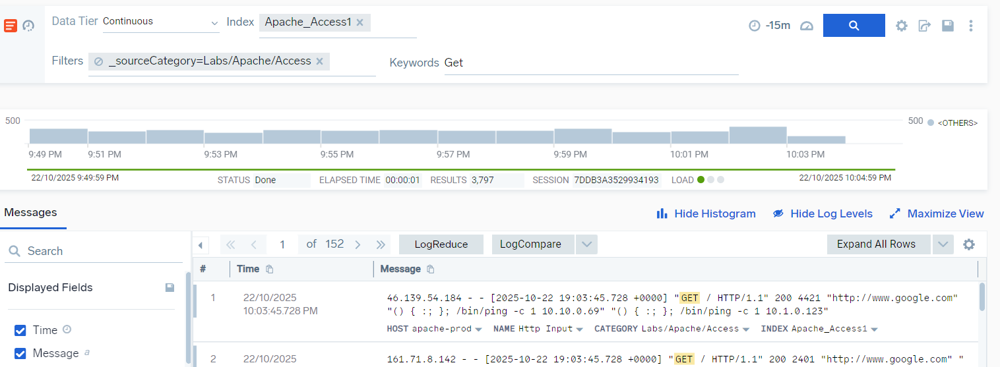 Data Tier Continuous Index Apache_Access1 -15m
Filters _sourceCategory=Labs/Apache/Access Keywords Get
500 500 <OTHERS>
9:49 PM 9:51 PM 9:53 PM 9:55 PM 9:57 PM 9:59 PM 10:01 PM 10:03 PM
22/10/2025 9:49:59 PM STATUS Done ELAPSED TIME 00:00:01 RESULTS 3,797 SESSION 7DDB3A3529934193 LOAD 22/10/2025 10:04:59 PM
Messages Hide Histogram Hide Log Levels Maximize View
Search 1 of 152 LogReduce LogCompare Expand All Rows
# Time Message
Displayed Fields
Time
Message a
1 22/10/2025 46.139.54.184 - - [2025-10-22 19:03:45.728 +0000] "GET / HTTP/1.1" 200 4421 "http://www.google.com"
10:03:45.728 PM "() { :; }; /bin/ping -c 1 10.10.0.69" "() { :; }; /bin/ping -c 1 10.1.0.123"
HOST apache-prod NAME Http Input CATEGORY Labs/Apache/Access INDEX Apache_Access1
2 22/10/2025 161.71.8.142 - - [2025-10-22 19:03:45.728 +0000] "GET / HTTP/1.1" 200 2401 "http://www.google.com" "